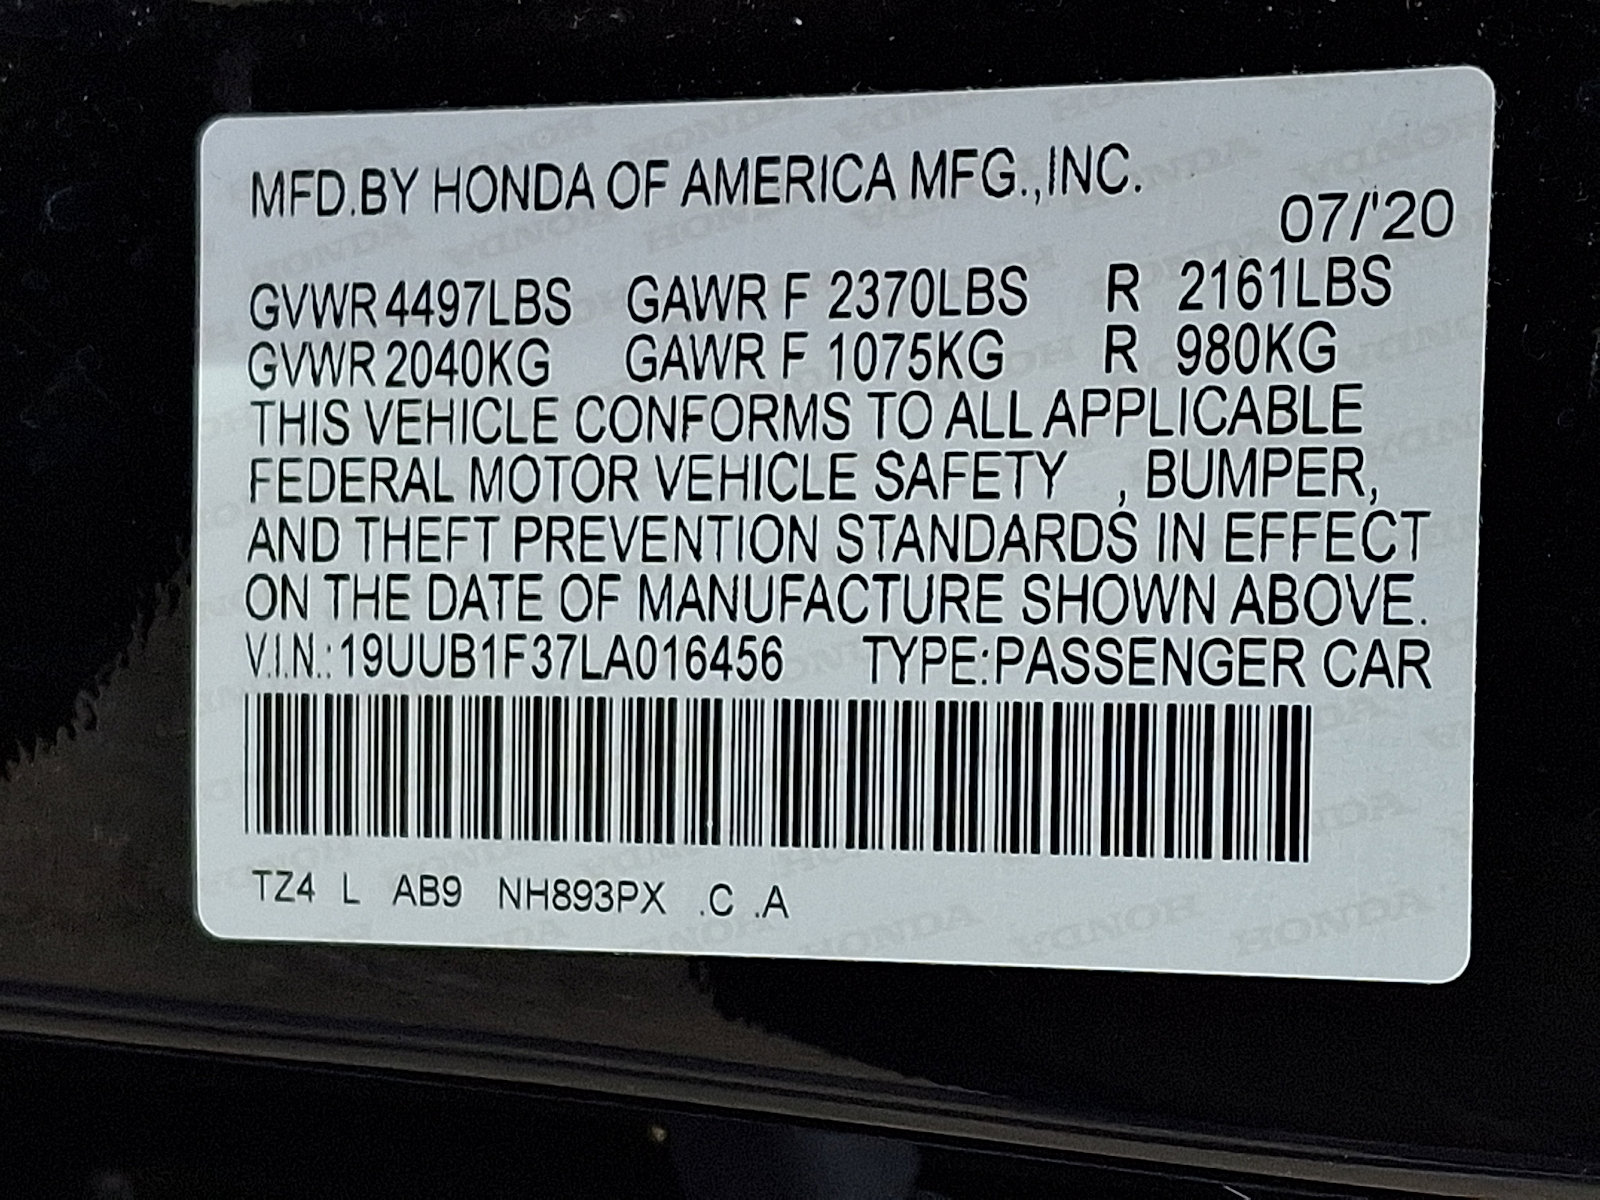 MFD.BY HONDA OF AMERICA MFG.,INC.
07/'20
GVWR 4497LBS GAWR F 2370LBS R 2161LBS
GVWR 2040KG GAWR F 1075KG R 980KG
THIS VEHICLE CONFORMS TO ALL APPLICABLE
FEDERAL MOTOR VEHICLE SAFETY , BUMPER,
AND THEFT PREVENTION STANDARDS IN EFFECT
ON THE DATE OF MANUFACTURE SHOWN ABOVE.
V.I.N.:19UUB1F37LA016456 TYPE:PASSENGER CAR
TZ4 L AB9 NH893PX .C .A